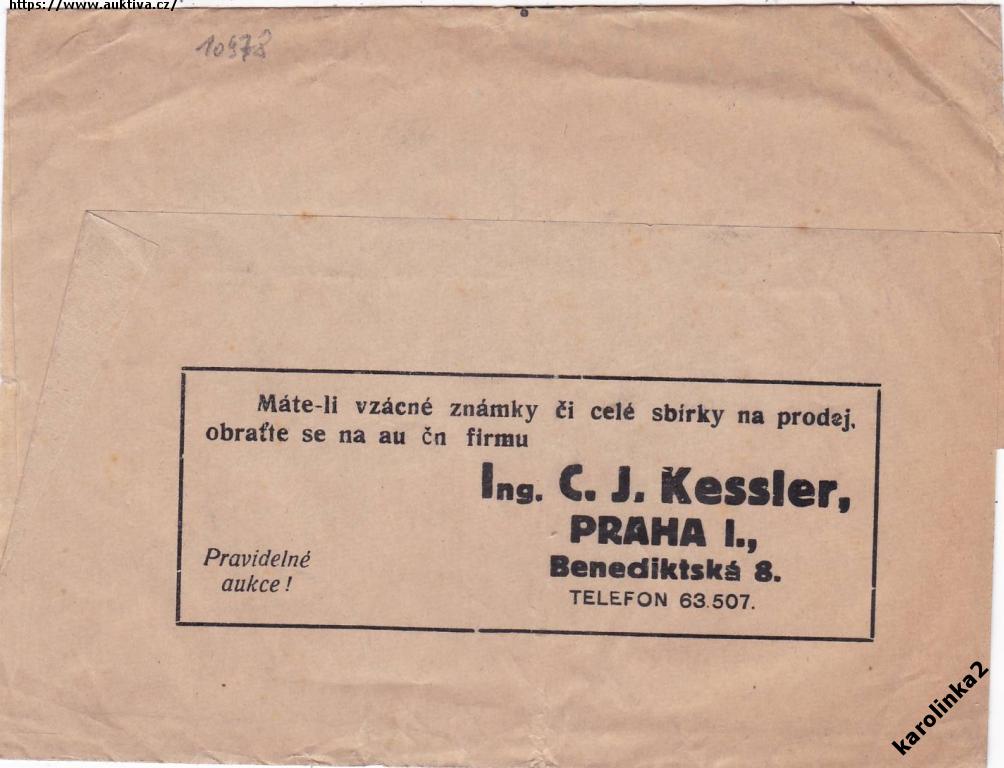 https://www.auktiva.cz/
10978
Máte-li vzácné známky či celé sbírky na prodej,
obraťte se na au čn firmu
Ing. C. J. Kessler,
PRAHA I.,
Benediktská 8.
TELEFON 63.507.
Pravidelné
aukce!
karolinka2